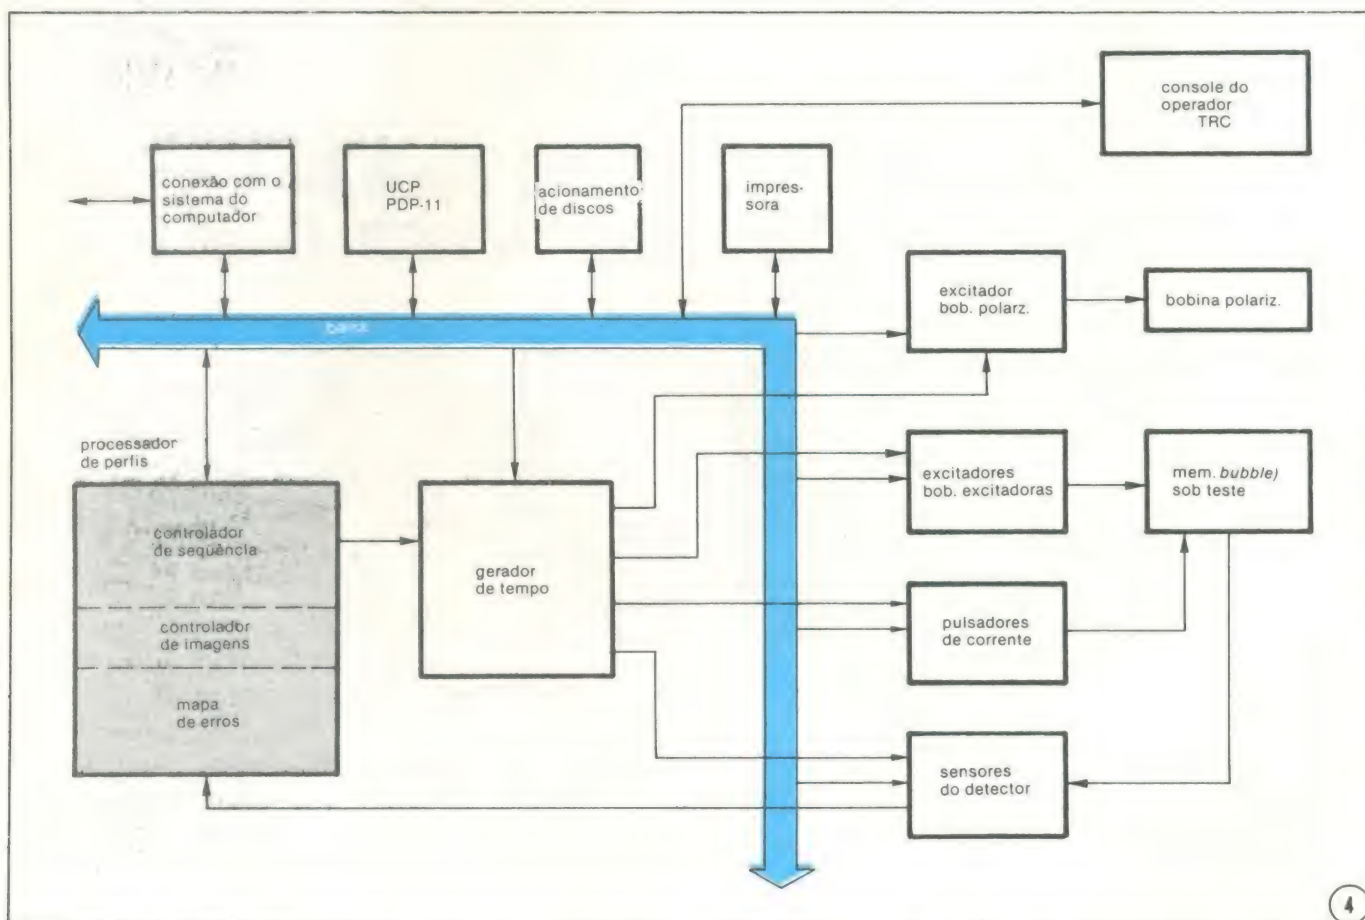 console do
operador
TRC
conexão com o
sistema do
computador
UCP
PDP-11
acionamento
de discos
impres-
sora
excitador
bob. polarz.
bobina polariz.
processador
de perfis
controlador
de seqüência
controlador
de imagens
mapa
de erros
gerador
de tempo
excitadores
bob. excitadoras
mem. bubble)
sob teste
pulsadores
de corrente
sensores
do detector
4